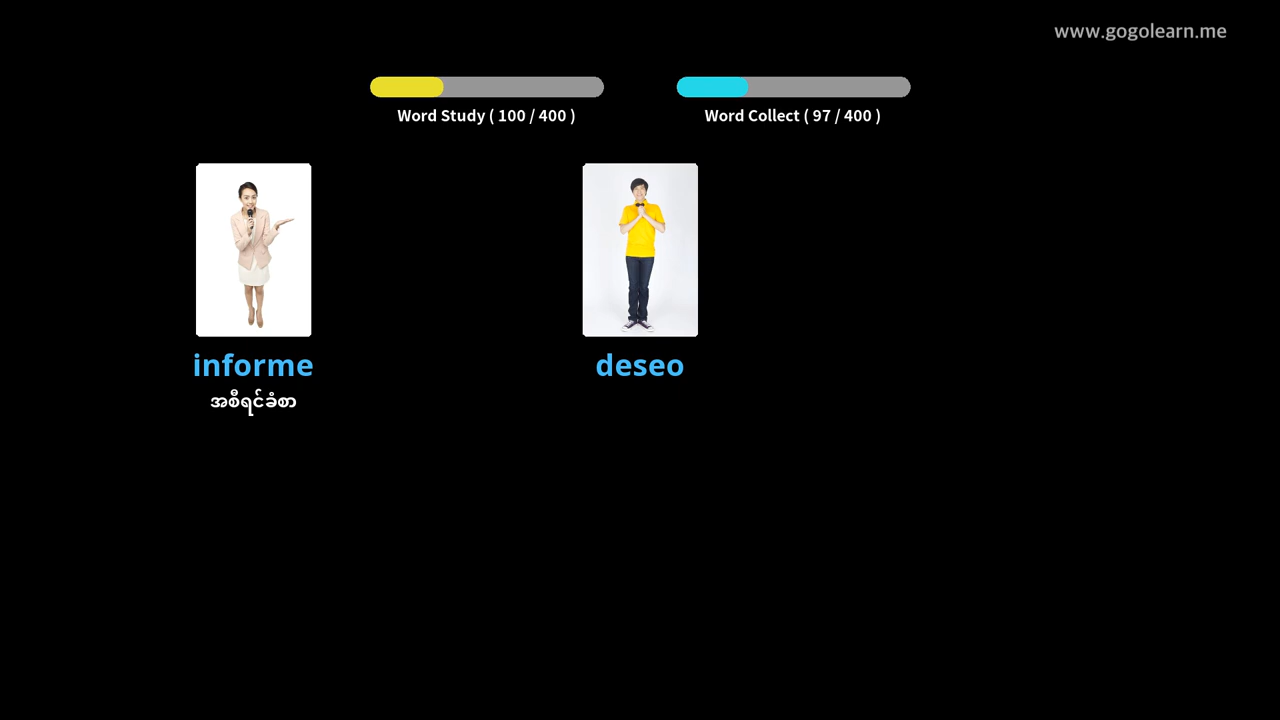 www.gogolearn.me
Word Study ( 100 / 400 )
Word Collect ( 97 / 400 )
informe
အစီရင်ခံစာ
deseo